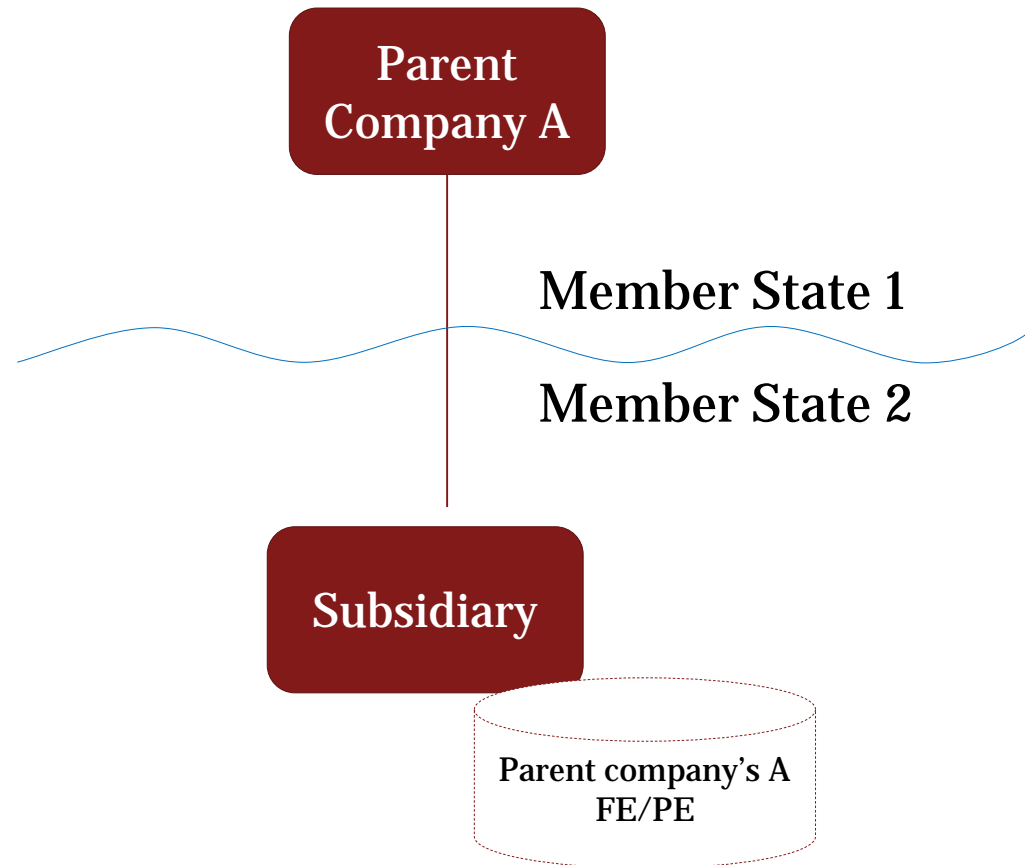 Parent
Company A
Member State 1
Member State 2
Subsidiary
Parent company’s A
FE/PE